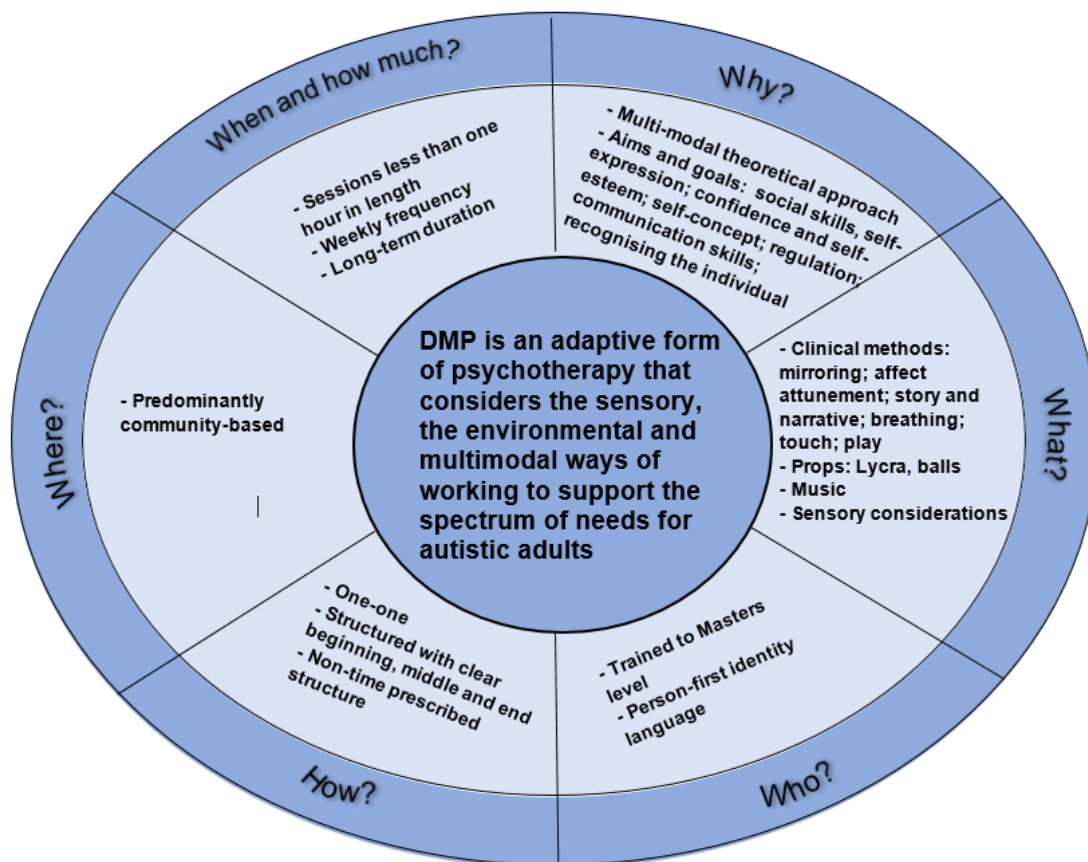 When and how much?
- Sessions less than one
hour in length
- Weekly frequency
- Long-term duration
Why?
- Multi-modal theoretical approach
- Aims and goals: social skills, self-
expression; confidence and self-
esteem; self-concept; regulation;
communication skills;
recognising the individual
What?
- Clinical methods:
mirroring; affect
attunement; story and
narrative; breathing;
touch; play
- Props: Lycra, balls
- Music
- Sensory considerations
Who?
- Trained to Masters
level
- Person-first identity
language
How?
- One-one
- Structured with clear
beginning, middle and end
- Non-time prescribed
structure
Where?
- Predominantly
community-based
DMP is an adaptive form
of psychotherapy that
considers the sensory,
the environmental and
multimodal ways of
working to support the
spectrum of needs for
autistic adults